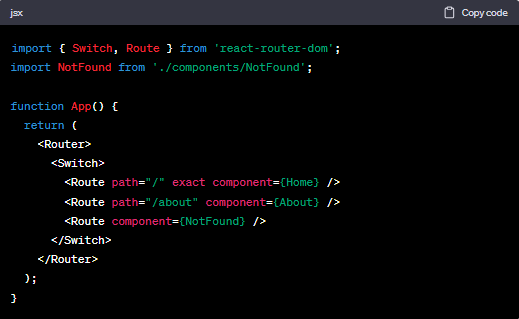 jsx
Copy code
import { Switch, Route } from 'react-router-dom';
import NotFound from './components/NotFound';
function App() {
  return (
    <Router>
      <Switch>
        <Route path="/" exact component={Home} />
        <Route path="/about" component={About} />
        <Route component={NotFound} />
      </Switch>
    </Router>
  );
}